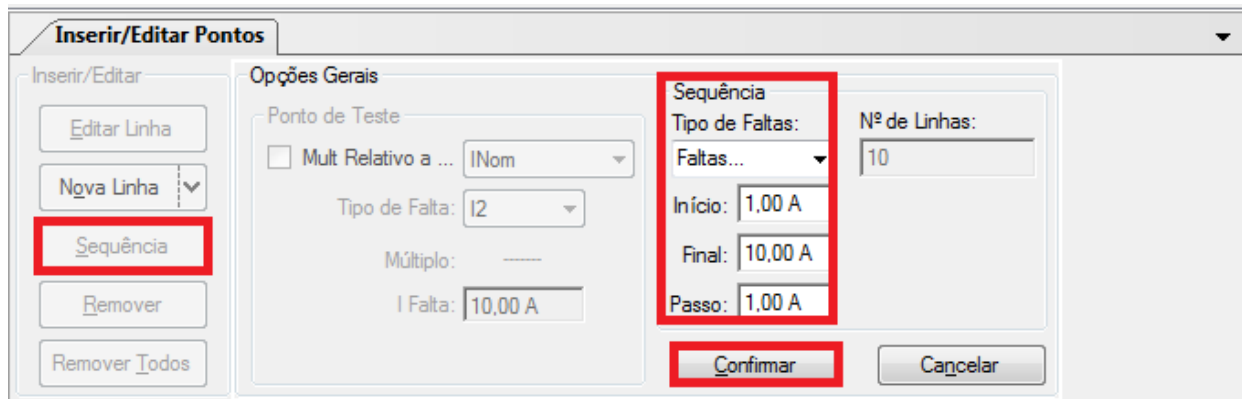 Inserir/Editar Pontos
Inserir/Editar
Editar Linha
Nova Linha
Sequência
Remover
Remover Todos
Opções Gerais
Ponto de Teste
Mult Relativo a ... INom
Tipo de Falta: I2
Múltiplo: -------
I Falta: 10,00 A
Sequência
Tipo de Faltas:
Faltas...
Início: 1,00 A
Final: 10,00 A
Passo: 1,00 A
Nº de Linhas:
10
Confirmar
Cancelar